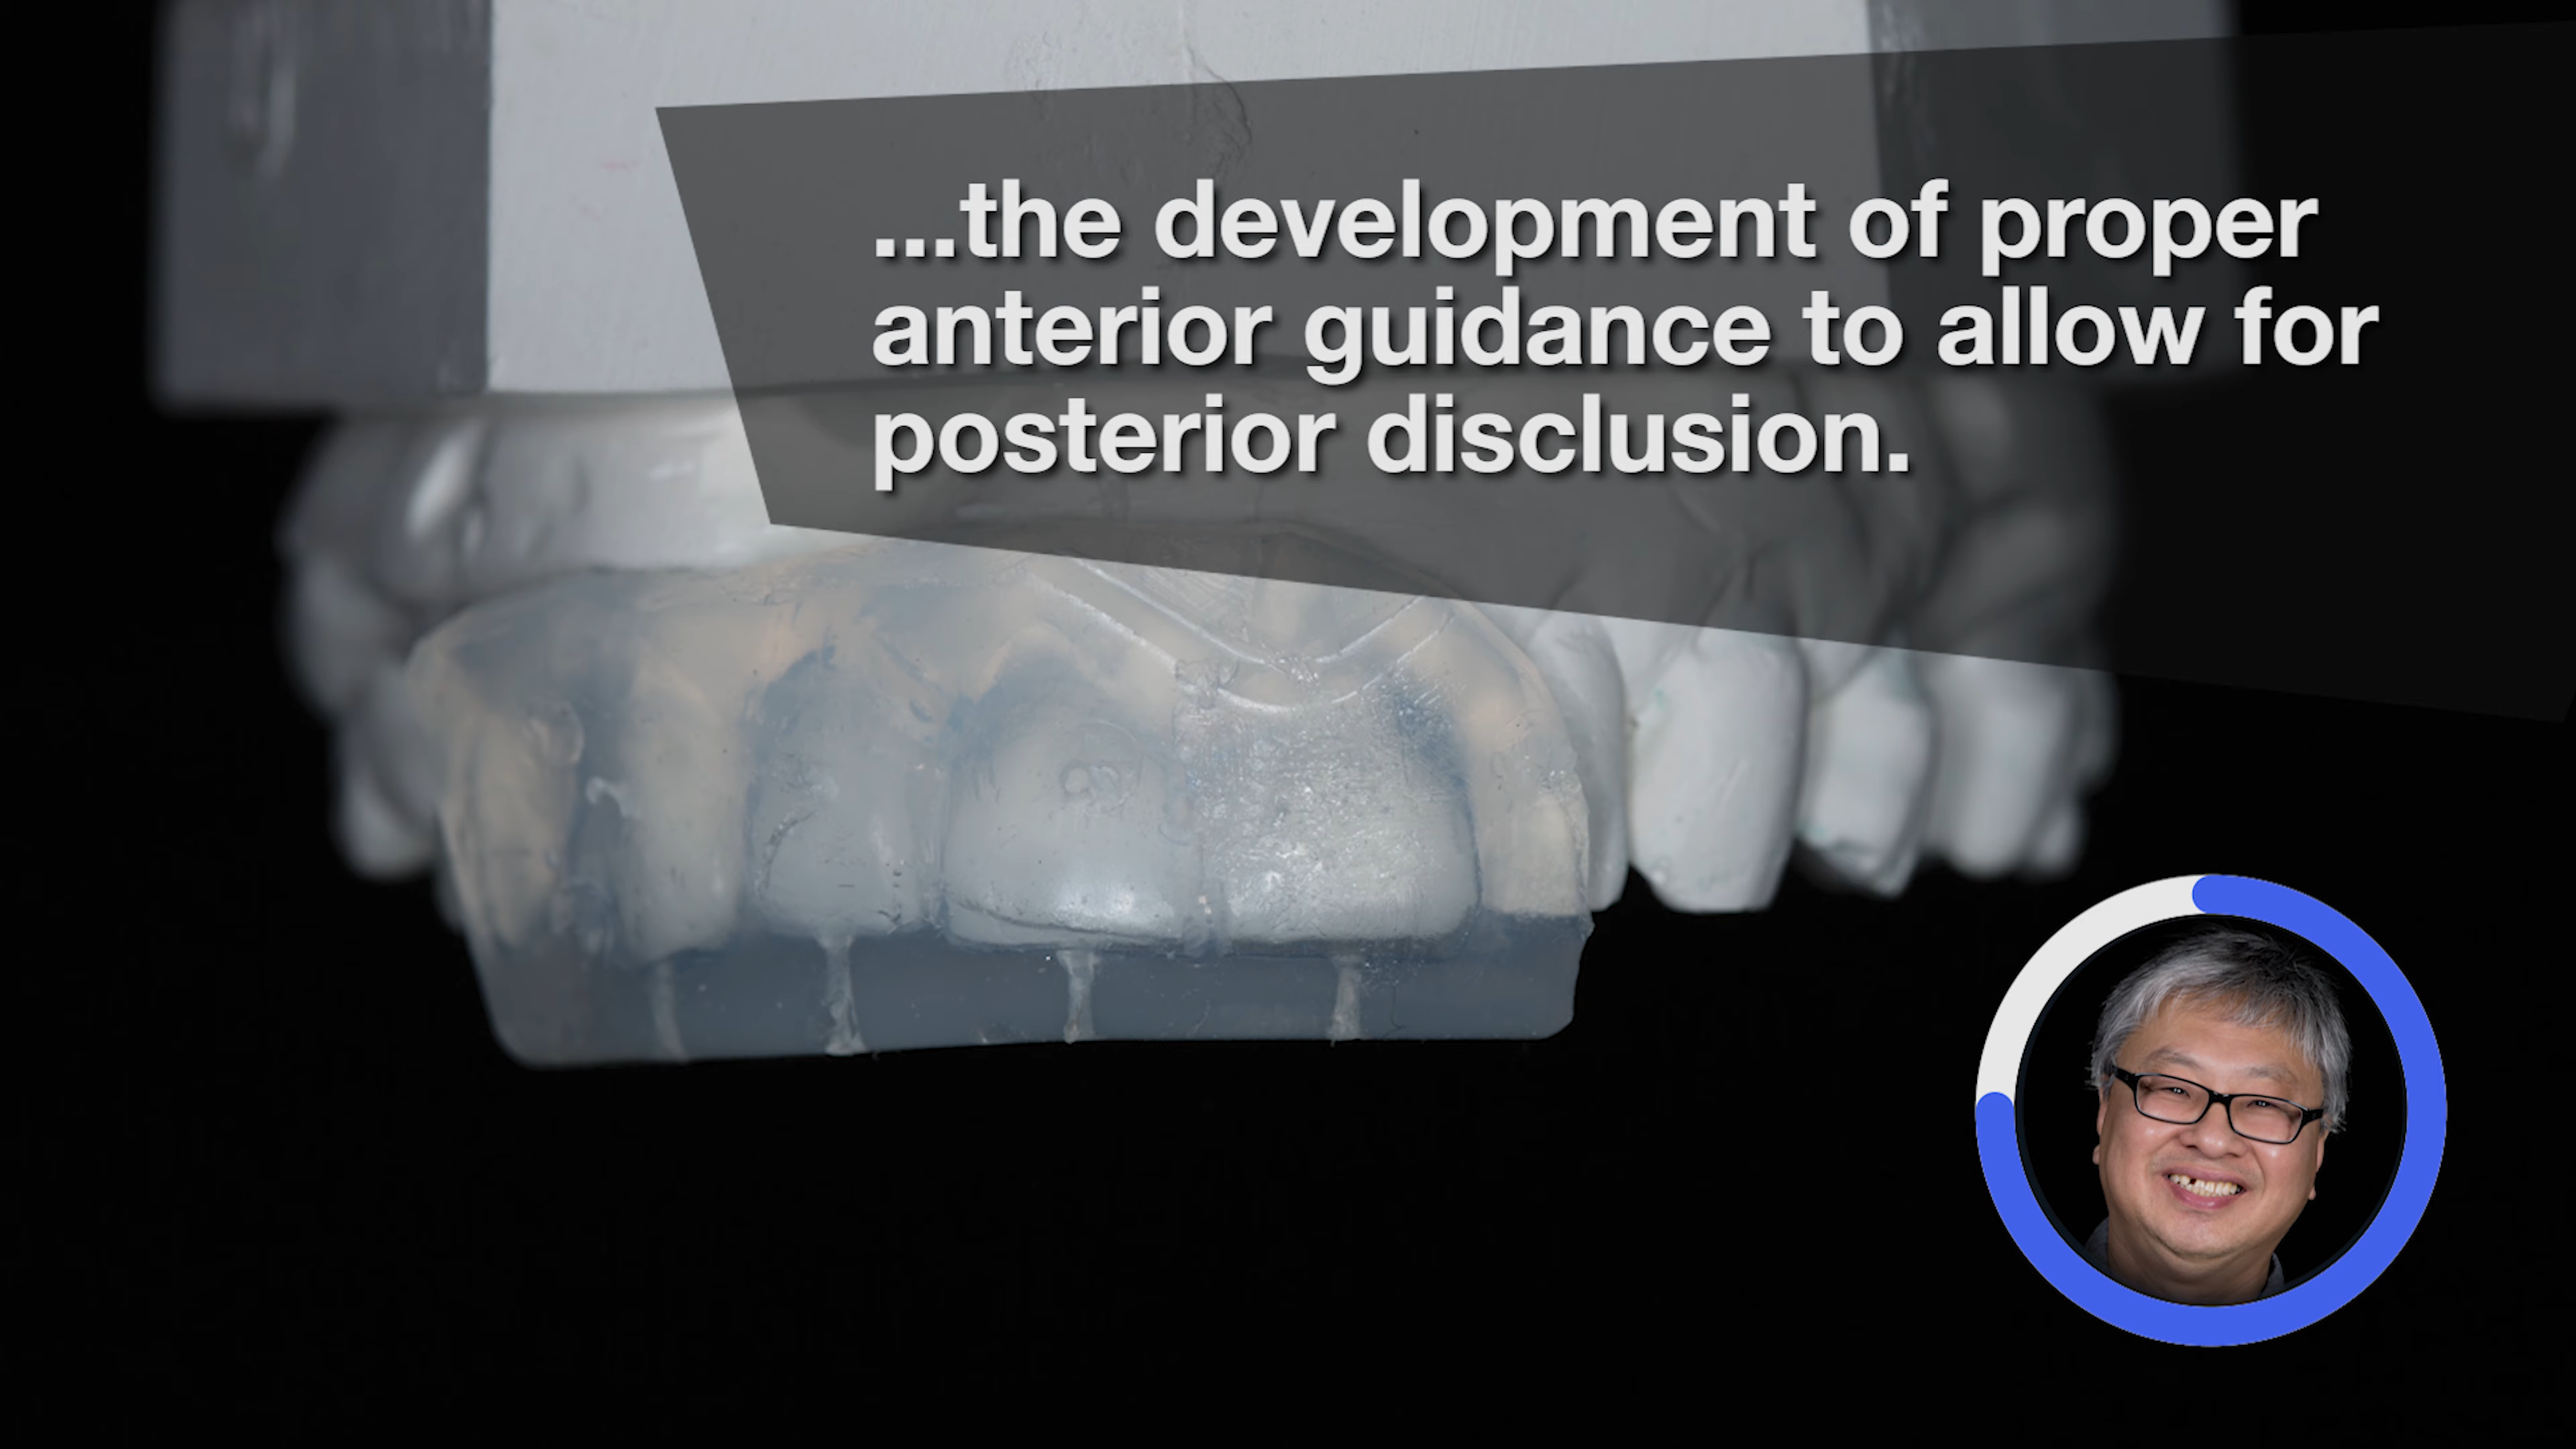 ...the development of proper
anterior guidance to allow for
posterior disclusion.